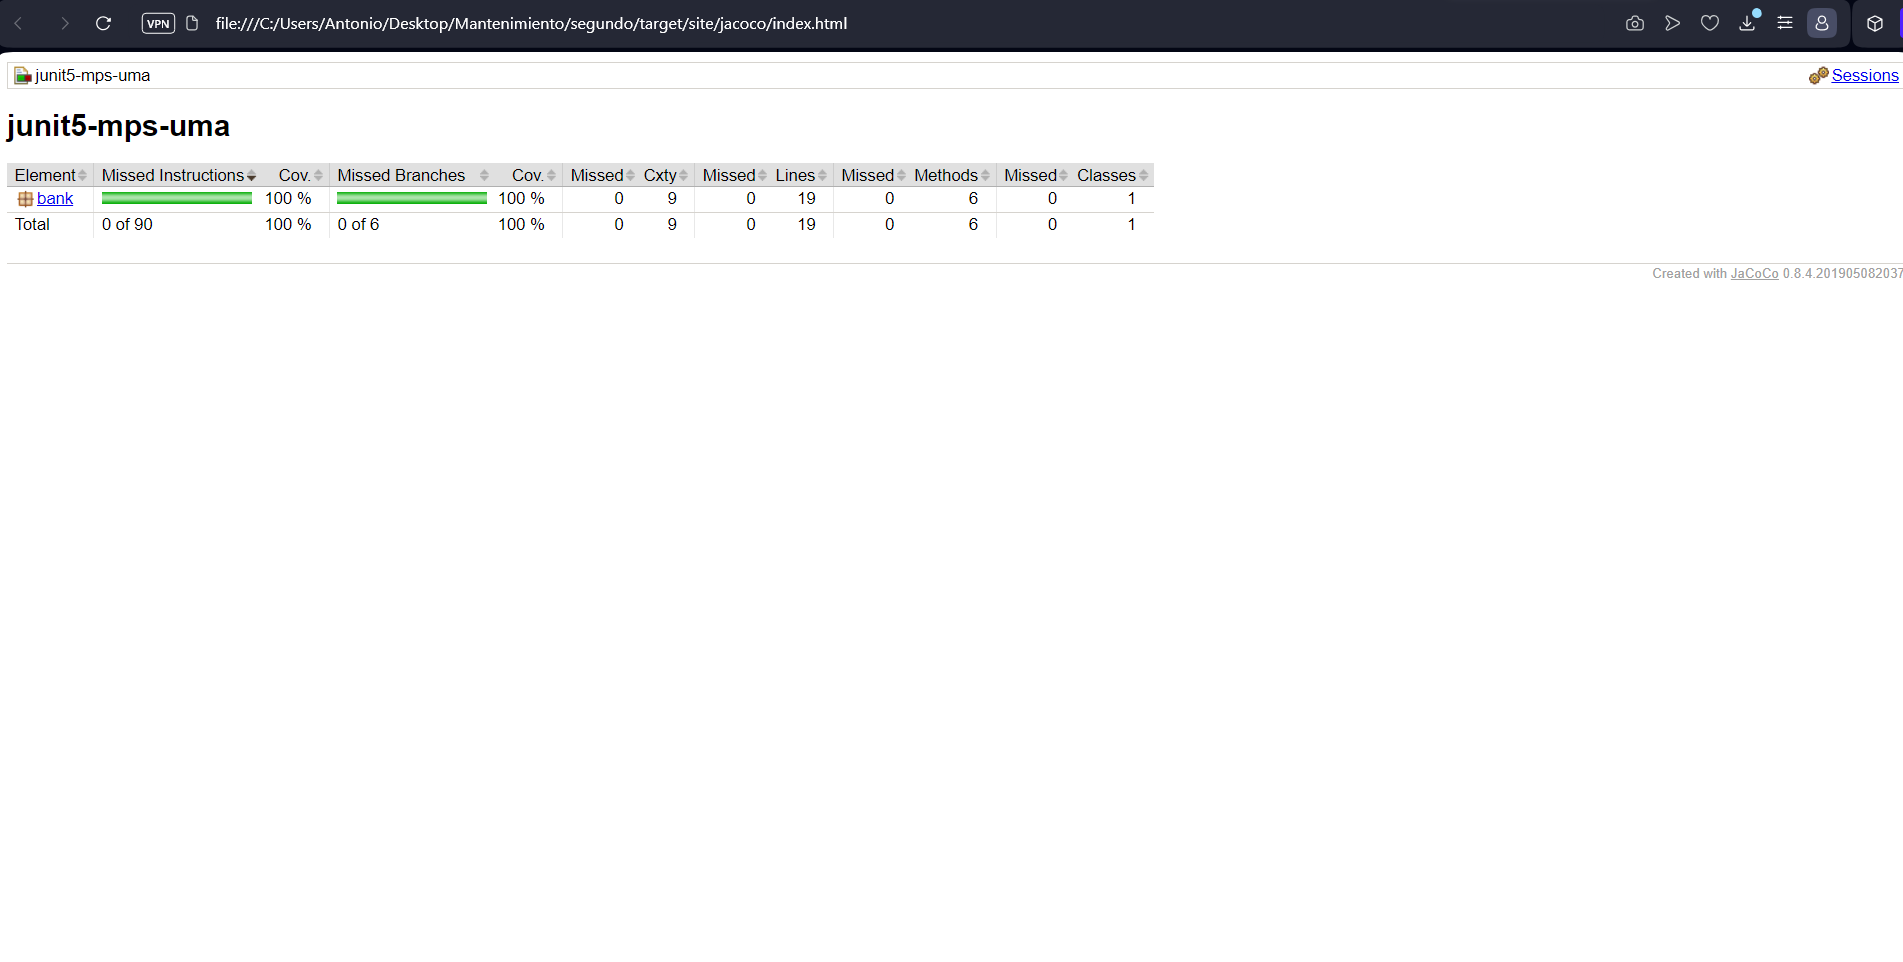 VPN file:///C:/Users/Antonio/Desktop/Mantenimiento/segundo/target/site/jacoco/index.html
junit5-mps-uma Sessions
junit5-mps-uma
Element Missed Instructions Cov. Missed Branches Cov. Missed Cxty Missed Lines Missed Methods Missed Classes
bank 100 % 100 % 0 9 0 19 0 6 0 1
Total 0 of 90 100 % 0 of 6 100 % 0 9 0 19 0 6 0 1
Created with JaCoCo 0.8.4.201905082037